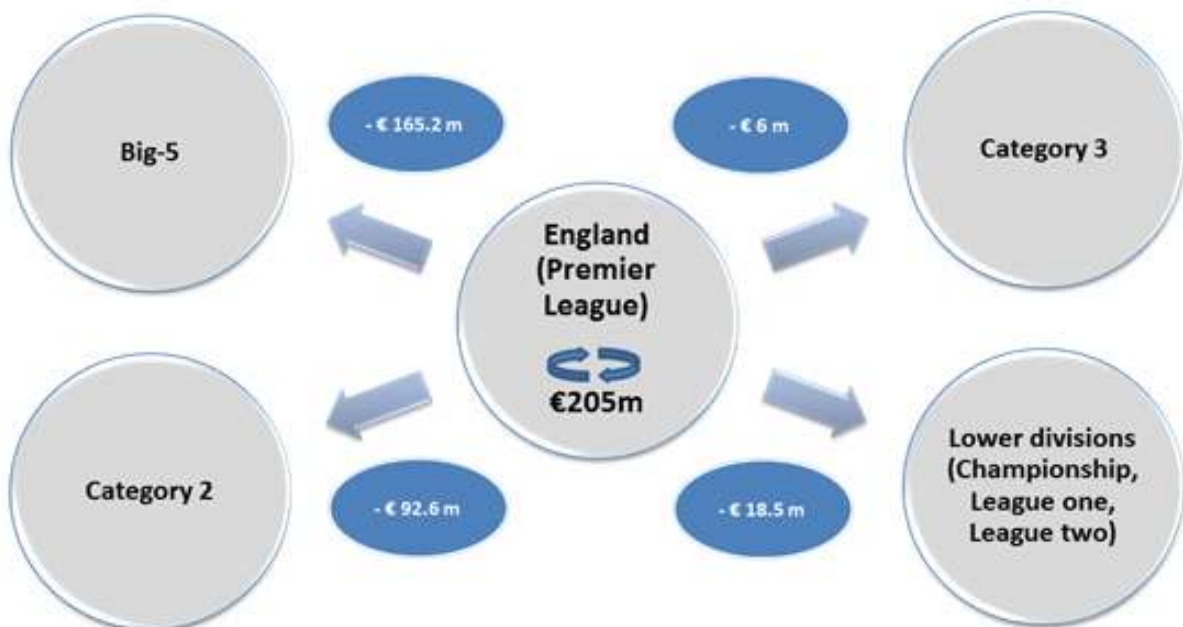 Big-5
- € 165.2 m
- € 6 m
Category 3
England
(Premier
League)
€205m
Category 2
- € 92.6 m
- € 18.5 m
Lower divisions
(Championship,
League one,
League two)